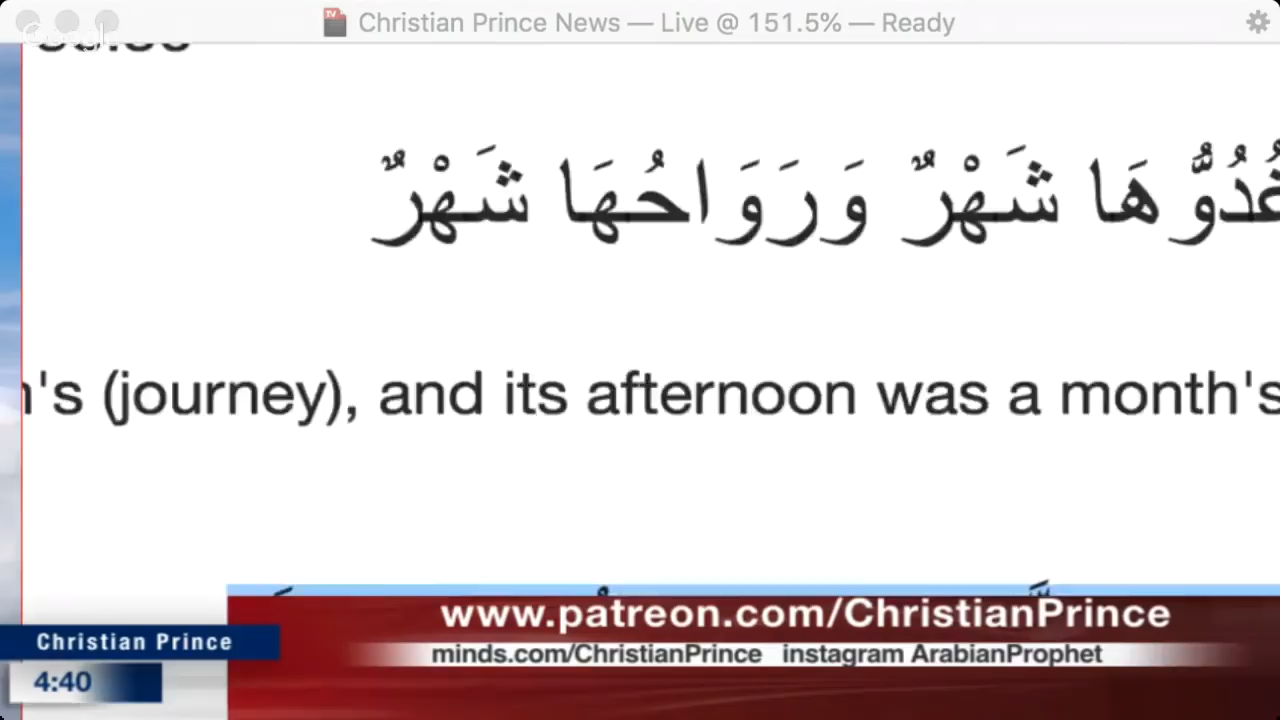 Christian Prince News — Live @ 151.5% — Ready
Google
غُدُوُّهَا شَهْرٌ وَرَوَاحُهَا شَهْرٌ
's (journey), and its afternoon was a month's
www.patreon.com/ChristianPrince
Christian Prince
minds.com/ChristianPrince instagram ArabianProphet
4:40